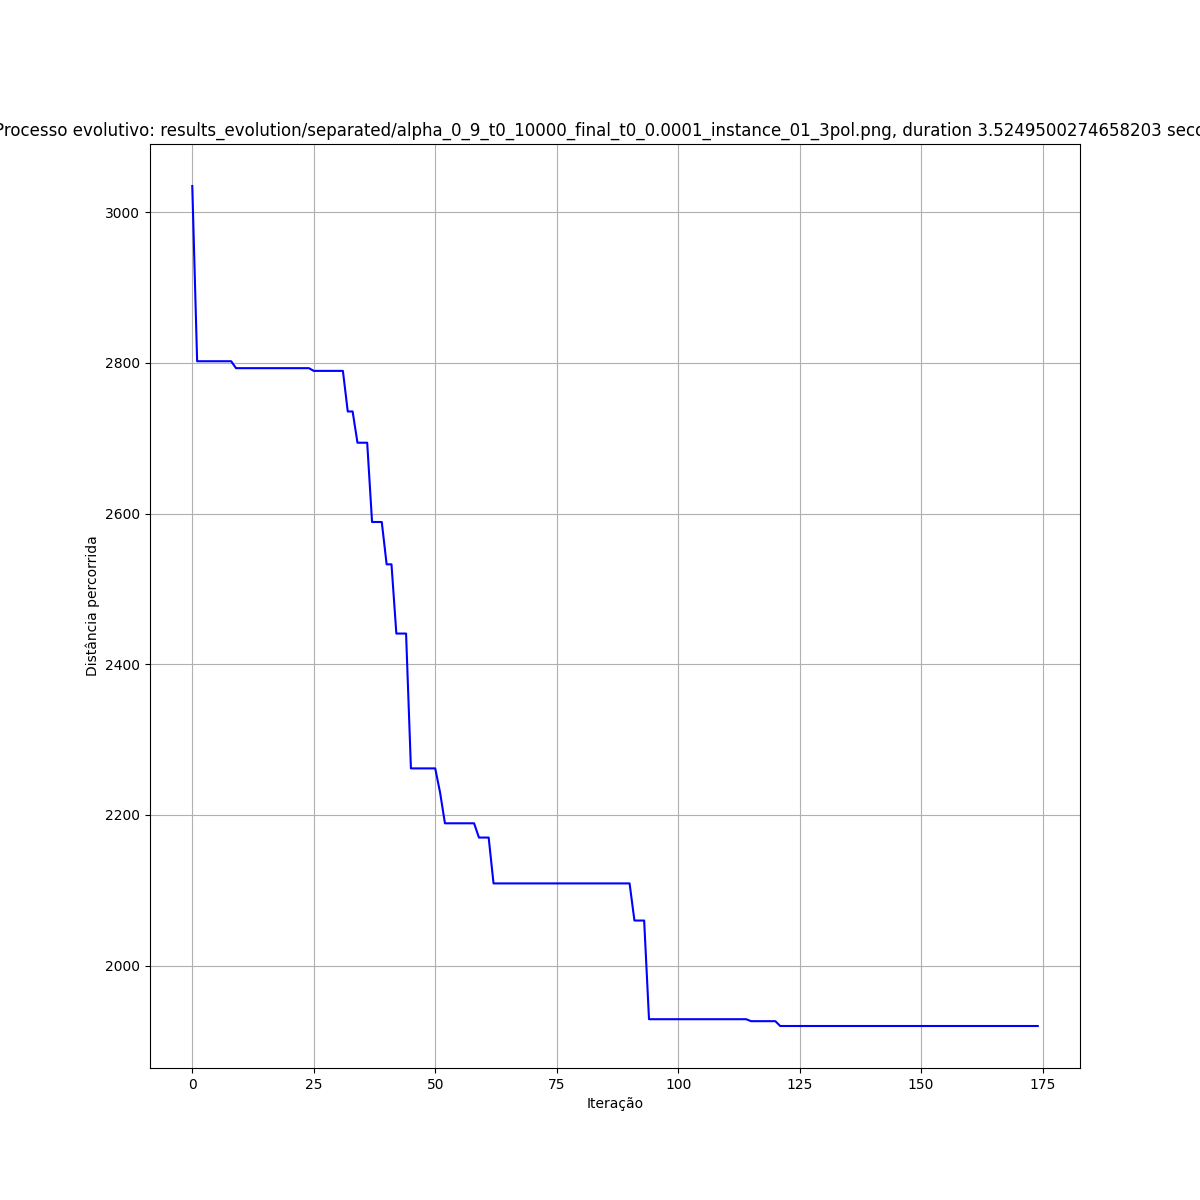 Processo evolutivo: results_evolution/separated/alpha_0_9_t0_10000_final_t0_0.0001_instance_01_3pol.png, duration 3.5249500274658203
3000
2800
2600
2400
2200
2000
Distância percorrida
0 25 50 75 100 125 150 175
Iteração